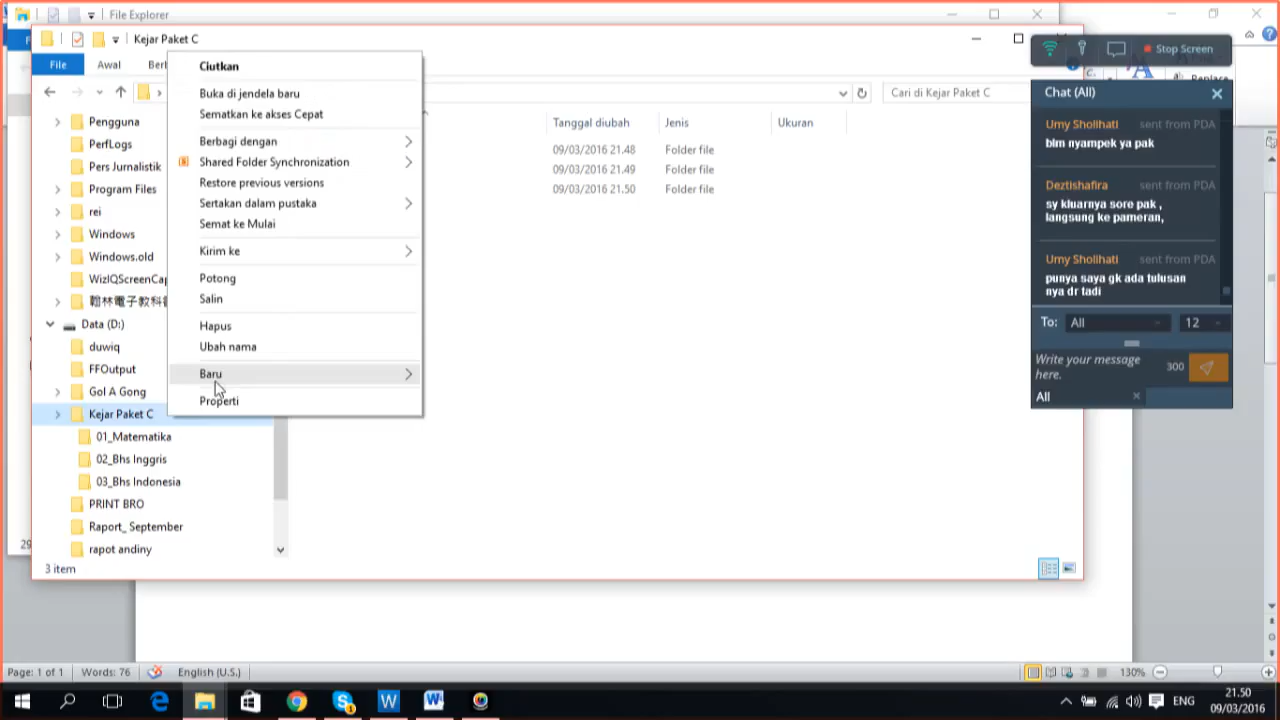 File Explorer
Kejar Paket C
Stop Screen
File
Awal
Cari di Kejar Paket C
Replace
Chat (All)
Tanggal diubah
Jenis
Ukuran
09/03/2016 21.48
Folder file
09/03/2016 21.49
Folder file
09/03/2016 21.50
Folder file
Pengguna
PerfLogs
Pers Jurnalistik
Program Files
rei
Windows
Windows.old
WizIQScreenCap
Data (D:)
duwiq
FFOutput
Gol A Gong
Kejar Paket C
01_Matematika
02_Bhs Inggris
03_Bhs Indonesia
PRINT BRO
Raport_ September
rapot andiny
3 item
Ciutkan
Buka di jendela baru
Sematkan ke akses Cepat
Berbagi dengan
Shared Folder Synchronization
Restore previous versions
Sertakan dalam pustaka
Semat ke Mulai
Kirim ke
Potong
Salin
Hapus
Ubah nama
Baru
Properti
Umy Sholihati sent from PDA
blm nyampek ya pak
Deztishafira sent from PDA
sy kluarnya sore pak ,
langsung ke pameran,
Umy Sholihati sent from PDA
punya saya gk ada tulusan
nya dr tadi
To: All 12
Write your message
here.
300
All
Page: 1 of 1
Words: 76
English (U.S.)
130%
ENG
21.50
09/03/2016